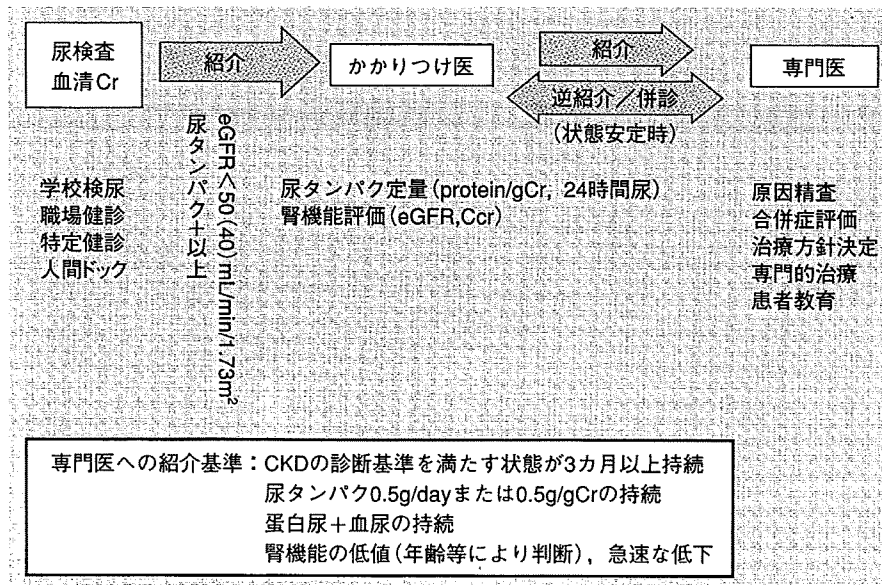 尿検査
血清Cr
紹介
かかりつけ医
紹介
逆紹介／併診
(状態安定時)
専門医
eGFR＜50(40)mL/min/1.73m²
尿タンパク＋以上
学校検尿
職場健診
特定健診
人間ドック
尿タンパク定量(protein/gCr, 24時間尿)
腎機能評価(eGFR,Ccr)
原因精査
合併症評価
治療方針決定
専門的治療
患者教育
専門医への紹介基準：CKDの診断基準を満たす状態が3カ月以上持続
尿タンパク0.5g/dayまたは0.5g/gCrの持続
蛋白尿＋血尿の持続
腎機能の低値(年齢等により判断)，急速な低下